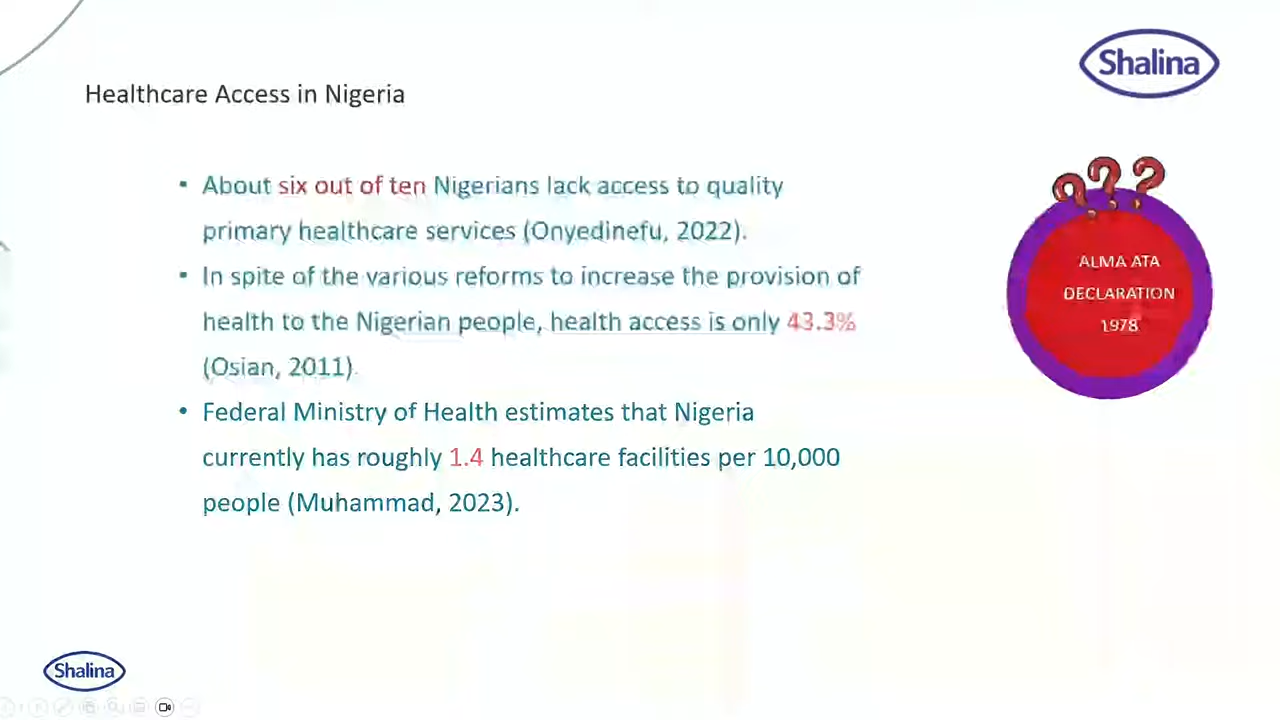 Shalina
Healthcare Access in Nigeria
• About six out of ten Nigerians lack access to quality
primary healthcare services (Onyedinefu, 2022).
• In spite of the various reforms to increase the provision of
health to the Nigerian people, health access is only 43.3%
(Osian, 2011).
• Federal Ministry of Health estimates that Nigeria
currently has roughly 1.4 healthcare facilities per 10,000
people (Muhammad, 2023).
???
ALMA ATA
DECLARATION
1978
Shalina